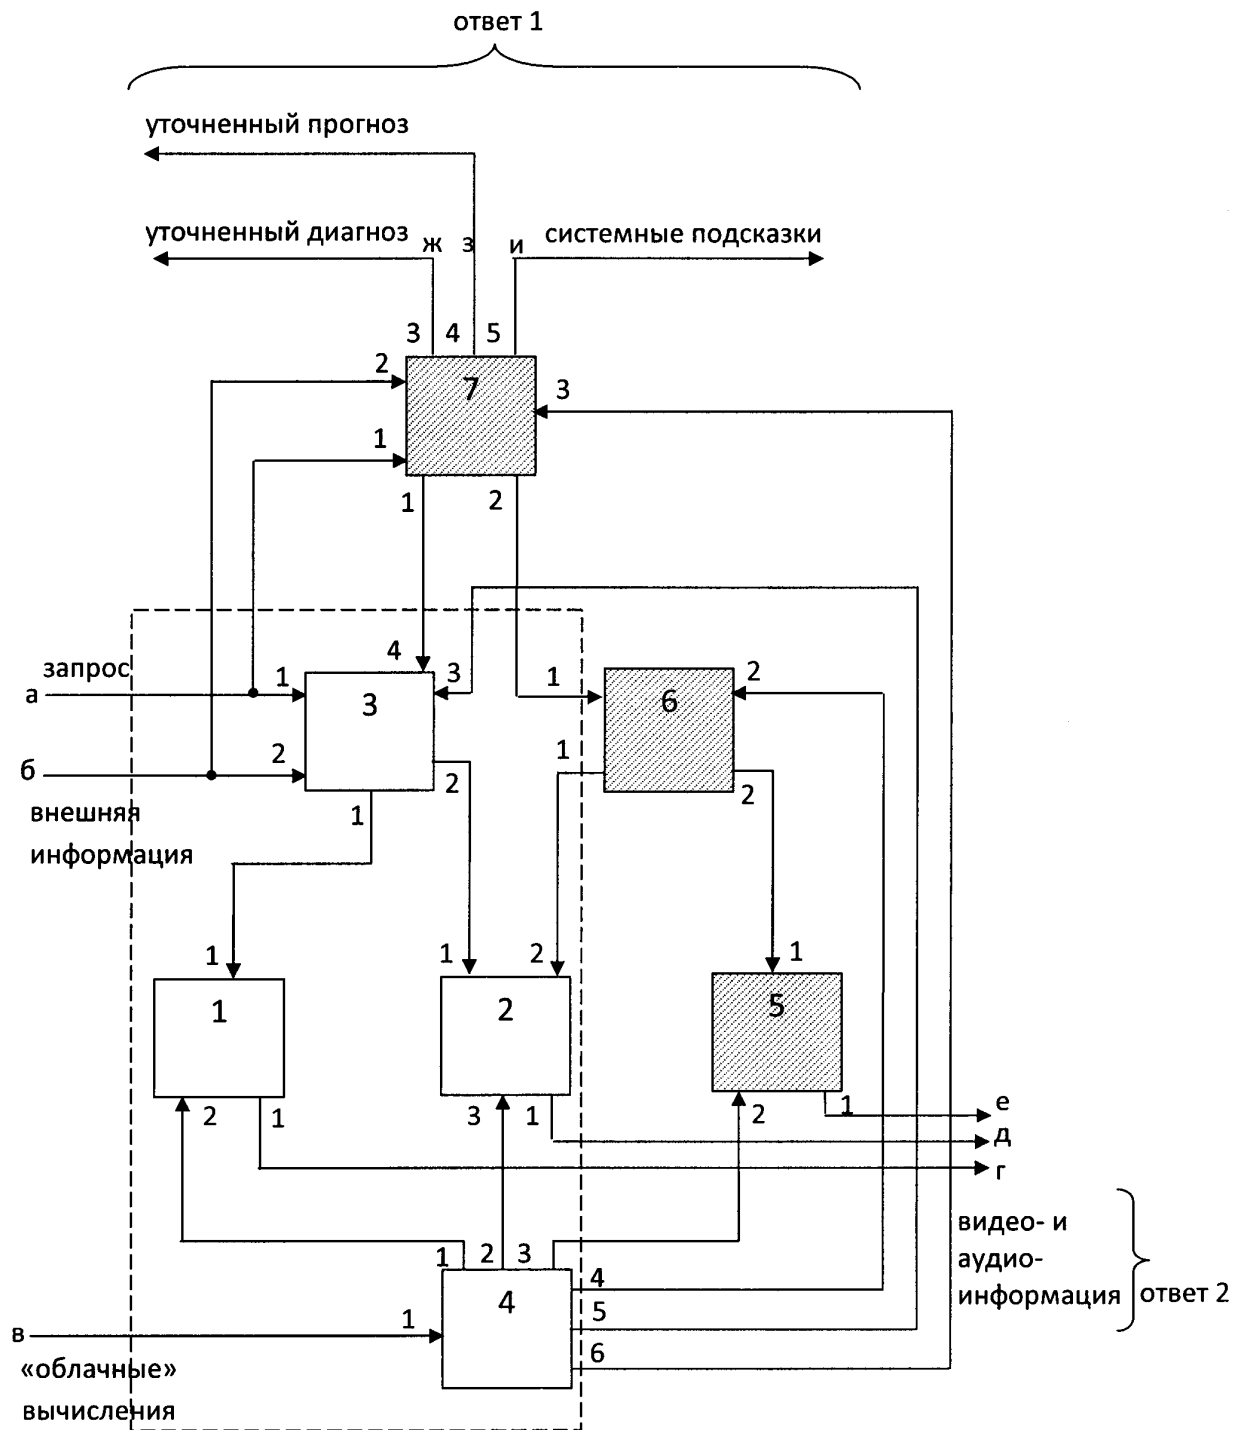 ответ 1
уточненный прогноз
уточненный диагноз ж з и системные подсказки
3 4 5
2 7 3
1
1 2
4
запрос 1 3 1 2
а 3 6
б 2 1
2 2
внешняя 1
информация
1 1 2 1
1 2 5
2 1 3 1 2 1 е
д
г
видео- и
аудио-
информация ответ 2
1 2 3
4 4
5
в 1
6
«облачные»
вычисления